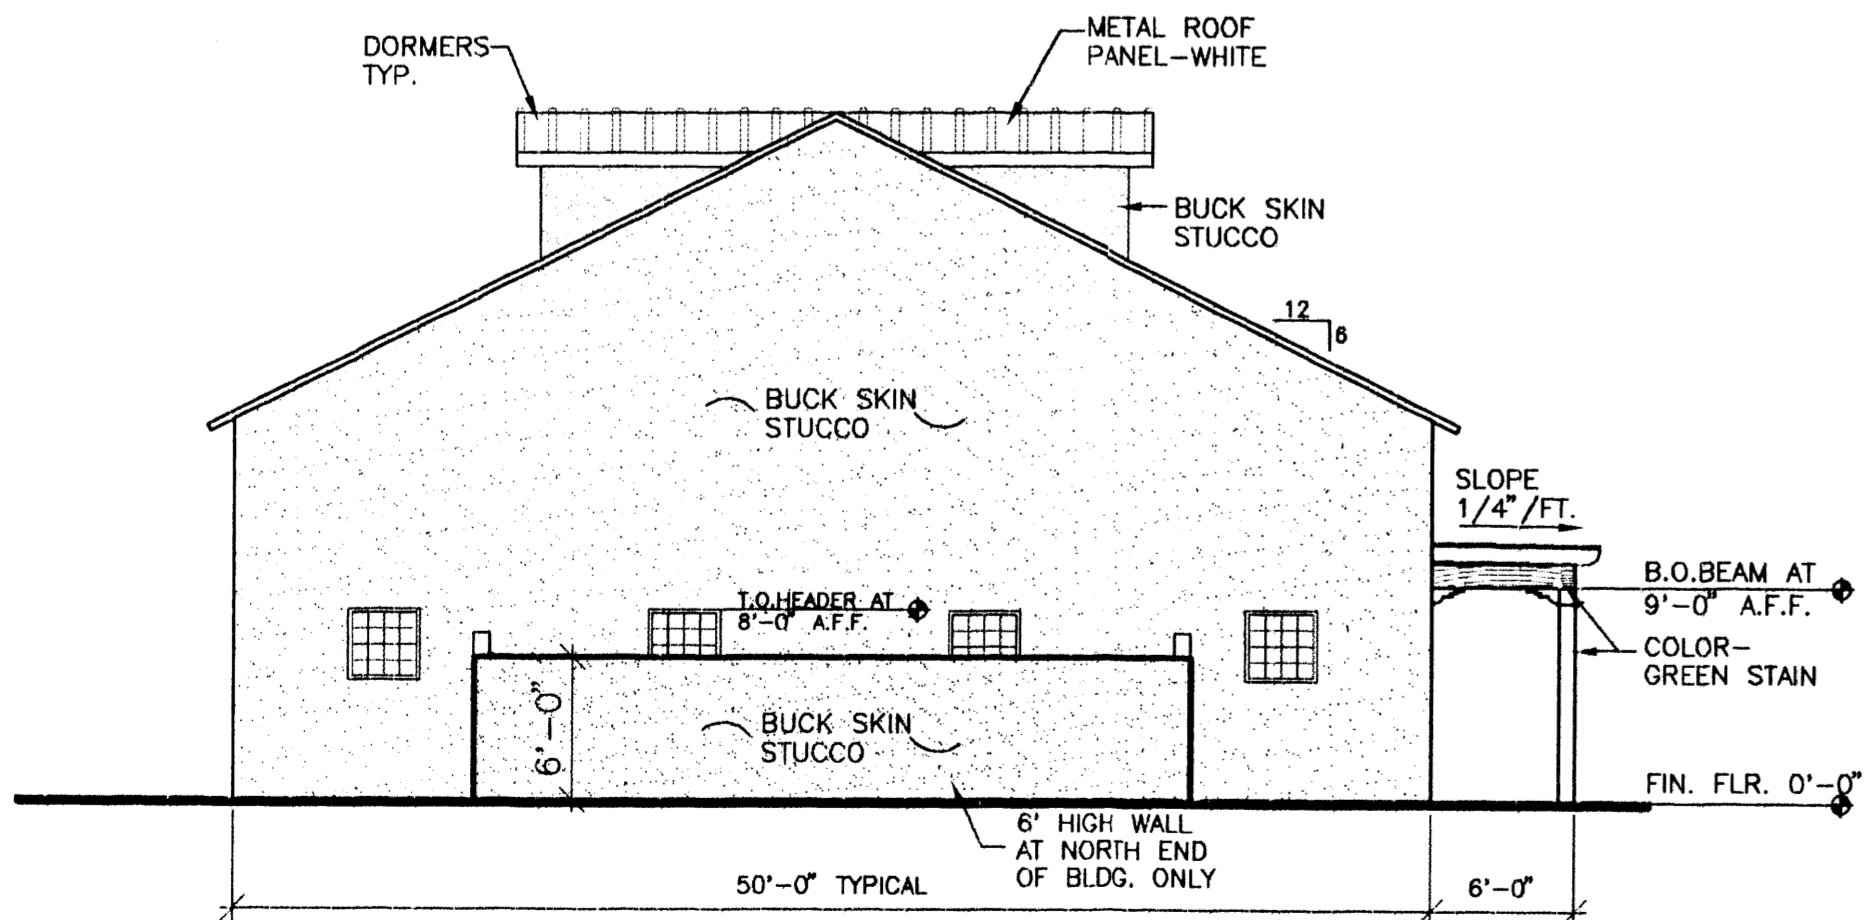 DORMERS
TYP.
METAL ROOF
PANEL-WHITE
BUCK SKIN
STUCCO
12
6
BUCK SKIN
STUCCO
SLOPE
1/4"/FT.
B.O.BEAM AT
9'-0" A.F.F.
T.O.HEADER AT
8'-0" A.F.F.
COLOR-
GREEN STAIN
6'-0"
BUCK SKIN
STUCCO
FIN. FLR. 0'-0"
6' HIGH WALL
AT NORTH END
OF BLDG. ONLY
50'-0" TYPICAL
6'-0"